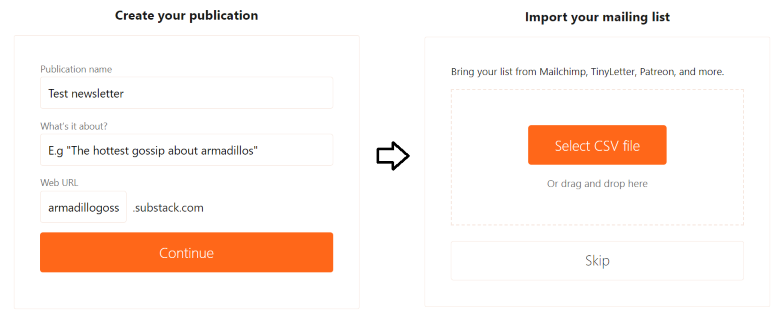 Create your publication
Publication name
Test newsletter
What's it about?
E.g "The hottest gossip about armadillos"
Web URL
armadillogoss .substack.com
Continue
Import your mailing list
Bring your list from Mailchimp, TinyLetter, Patreon, and more.
Select CSV file
Or drag and drop here
Skip